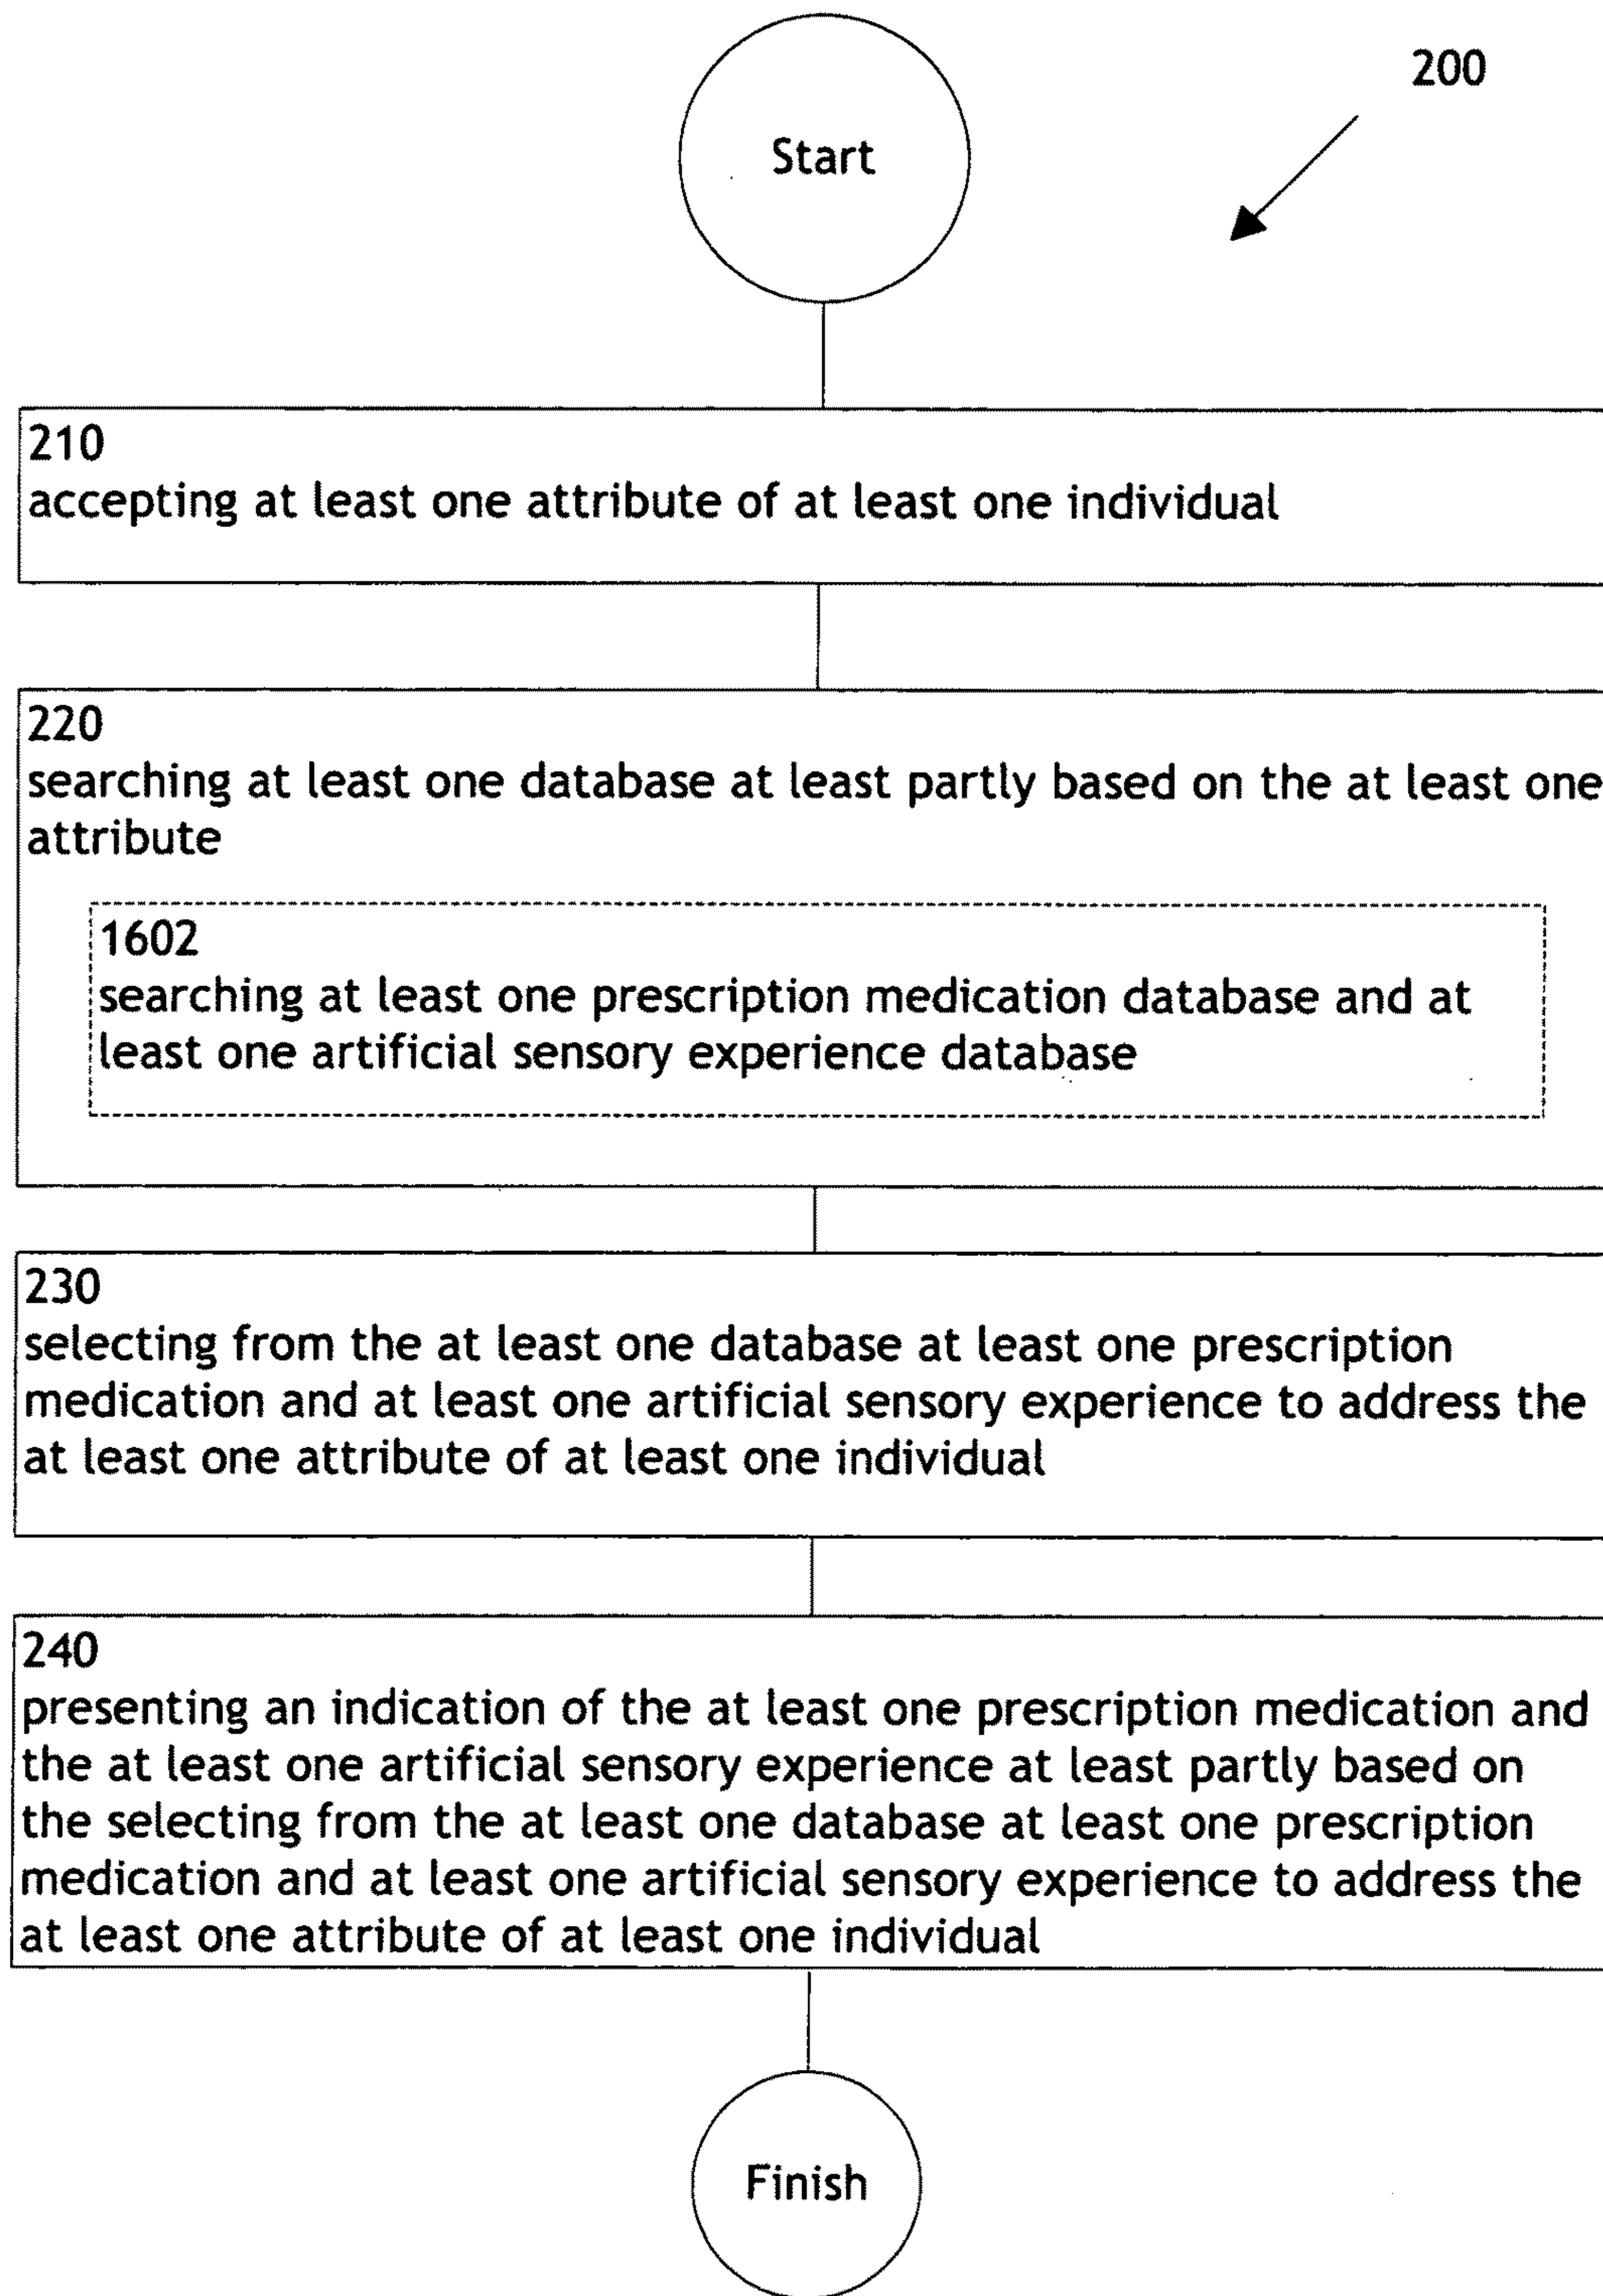 200
Start
210
accepting at least one attribute of at least one individual
220
searching at least one database at least partly based on the at least one
attribute
1602
searching at least one prescription medication database and at
least one artificial sensory experience database
230
selecting from the at least one database at least one prescription
medication and at least one artificial sensory experience to address the
at least one attribute of at least one individual
240
presenting an indication of the at least one prescription medication and
the at least one artificial sensory experience at least partly based on
the selecting from the at least one database at least one prescription
medication and at least one artificial sensory experience to address the
at least one attribute of at least one individual
Finish